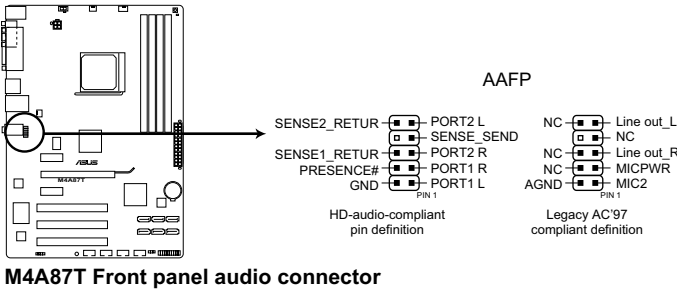 AAFP
SENSE2_RETUR PORT2 L
SENSE_SEND
SENSE1_RETUR PORT2 R
PRESENCE# PORT1 R
GND PORT1 L
PIN 1
HD-audio-compliant
pin definition
NC Line out_L
NC
NC Line out_R
NC MICPWR
AGND MIC2
PIN 1
Legacy AC'97
compliant definition
ASUS
M4A87T
M4A87T Front panel audio connector